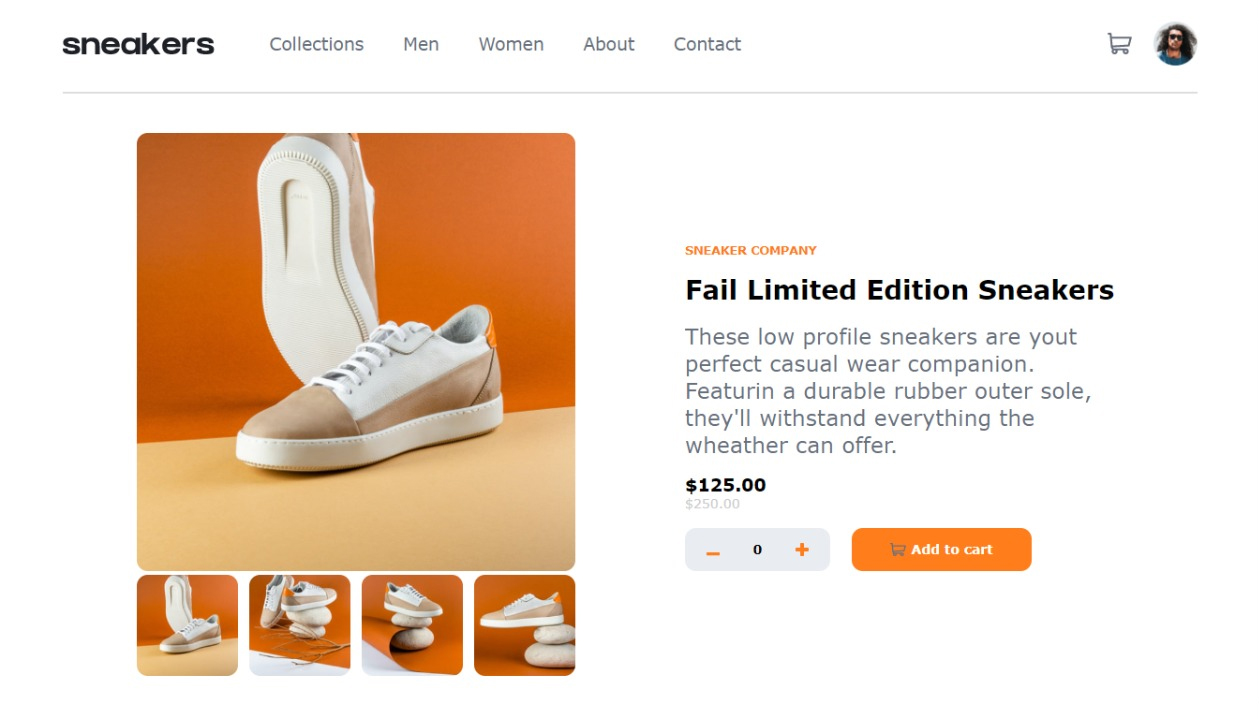 sneakers
Collections
Men
Women
About
Contact
SNEAKER COMPANY
Fail Limited Edition Sneakers
These low profile sneakers are yout
perfect casual wear companion.
Featurin a durable rubber outer sole,
they'll withstand everything the
wheather can offer.
$125.00
$250.00
0
Add to cart